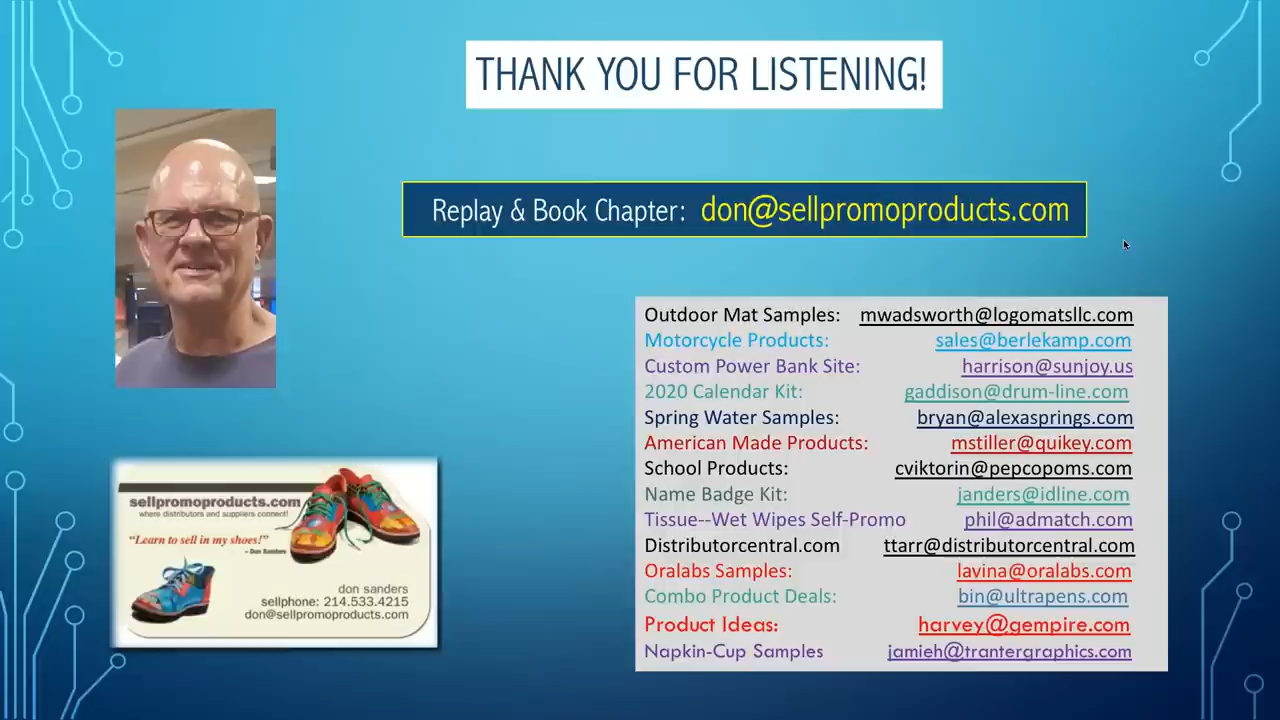 THANK YOU FOR LISTENING!
Replay & Book Chapter: don@sellpromoproducts.com
Outdoor Mat Samples: mwadsworth@logomatsllc.com
Motorcycle Products: sales@berlekamp.com
Custom Power Bank Site: harrison@sunjoy.us
2020 Calendar Kit: gaddison@drum-line.com
Spring Water Samples: bryan@alexasprings.com
American Made Products: mstiller@quikey.com
School Products: cviktorin@pepcopoms.com
Name Badge Kit: janders@idline.com
Tissue--Wet Wipes Self-Promo phil@admatch.com
Distributorcentral.com ttarr@distributorcentral.com
Oralabs Samples: lavina@oralabs.com
Combo Product Deals: bin@ultrapens.com
Product Ideas: harvey@gempire.com
Napkin-Cup Samples jamieh@trantergraphics.com
sellpromoproducts.com
where distributors and suppliers connect!
“Learn to sell in my shoes!”
- Don Sanders
don sanders
sellphone: 214.533.4215
don@sellpromoproducts.com